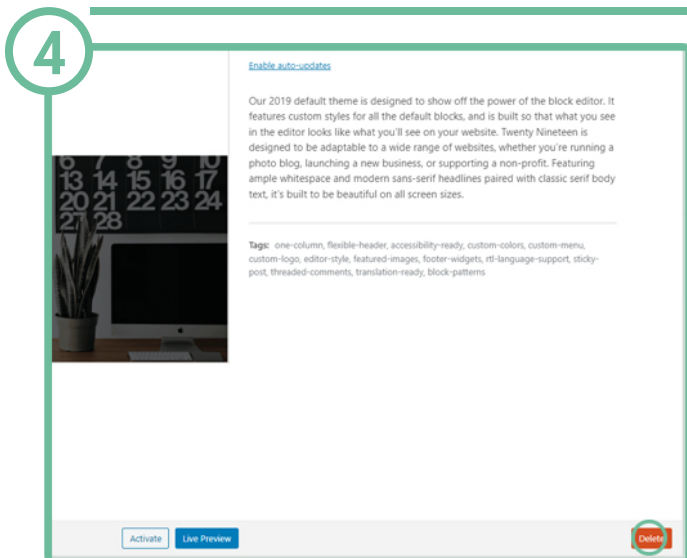 4
Enable auto-updates
Our 2019 default theme is designed to show off the power of the block editor. It
features custom styles for all the default blocks, and is built so that what you see
in the editor looks like what you'll see on your website. Twenty Nineteen is
designed to be adaptable to a wide range of websites, whether you're running a
photo blog, launching a new business, or supporting a non-profit. Featuring
ample whitespace and modern sans-serif headlines paired with classic serif body
text, it's built to be beautiful on all screen sizes.
6 7 8 9 10
13 14 15 16 17
20 21 22 23 24
27 28
Tags: one-column, flexible-header, accessibility-ready, custom-colors, custom-menu,
custom-logo, editor-style, featured-images, footer-widgets, rtl-language-support, sticky-
post, threaded-comments, translation-ready, block-patterns
Activate Live Preview Delete